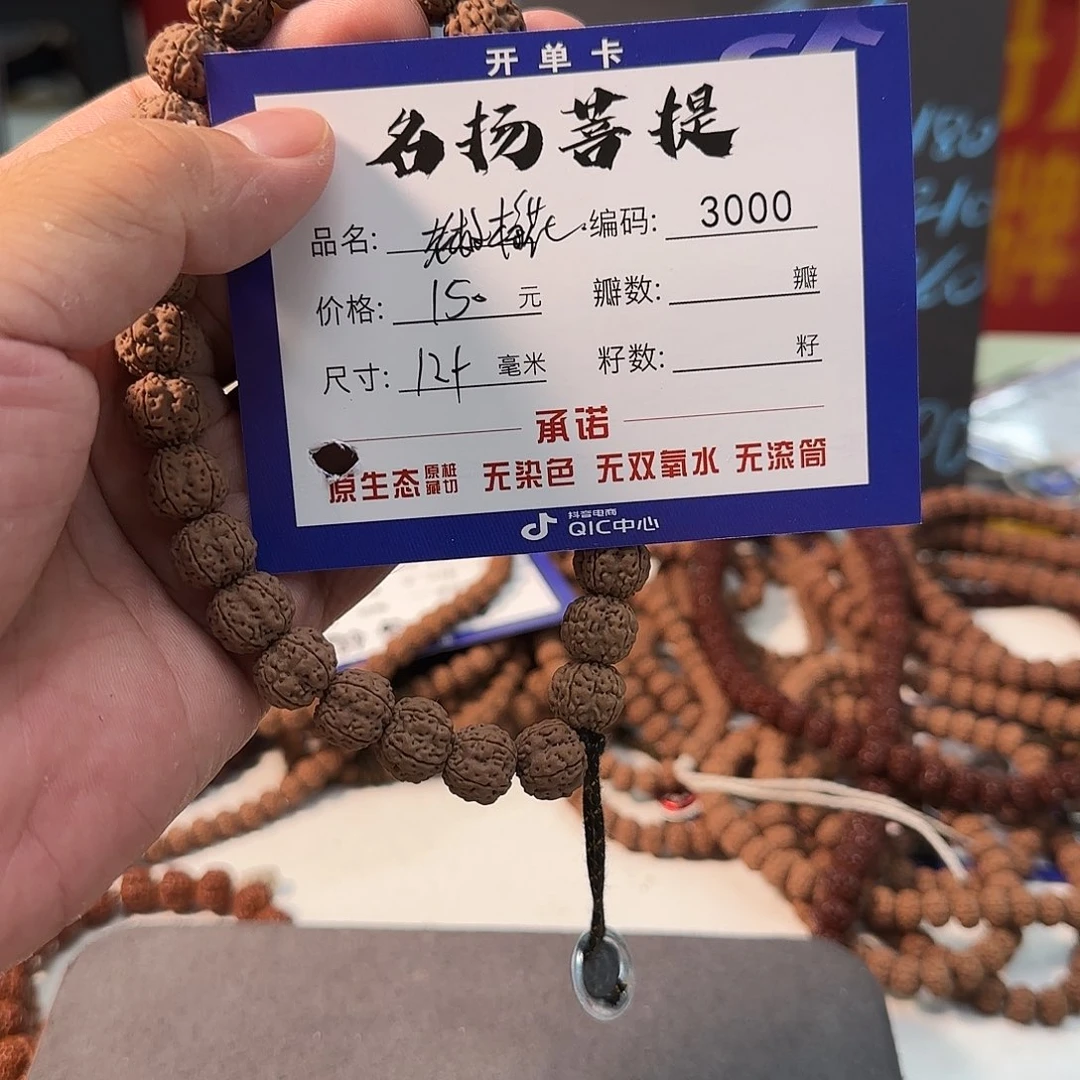 开单卡
名扬菩提
品名: 编码: 3000
价格: 150 元 瓣数: 瓣
尺寸: 12+ 毫米 籽数: 籽
承诺
原生态 原桩藏切 无染色 无双氧水 无滚筒
抖音电商
QIC中心
180